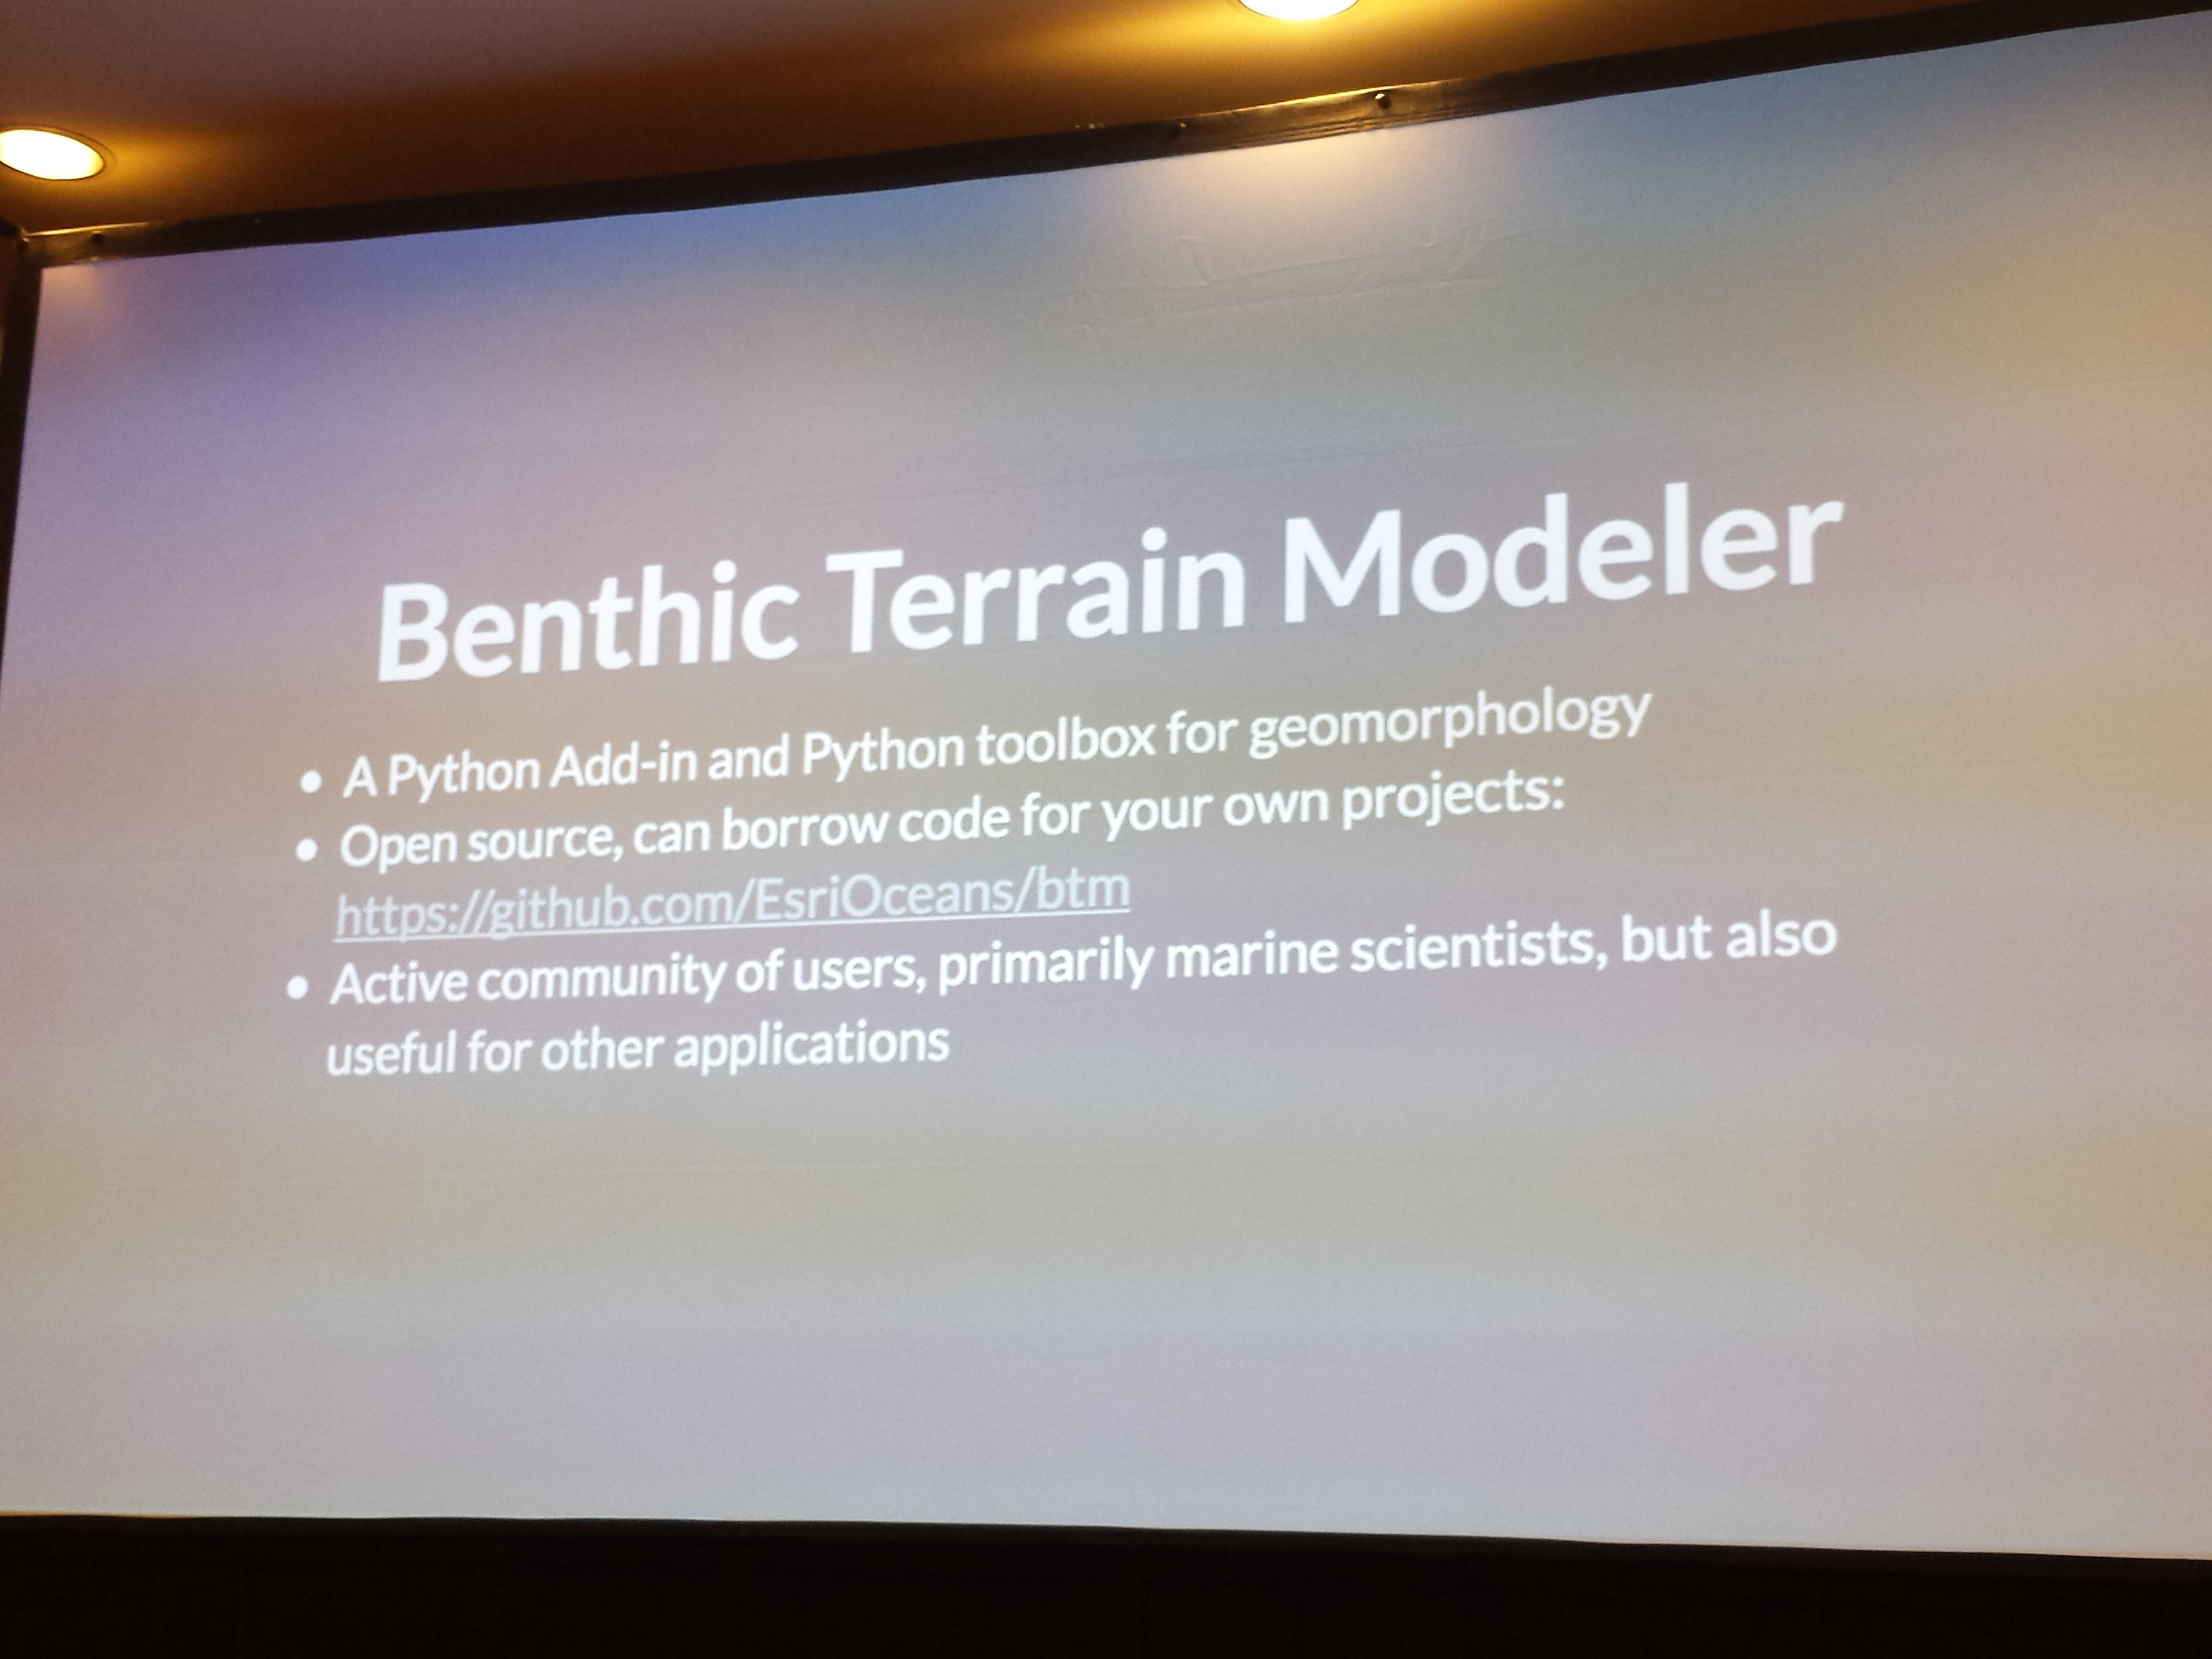 Benthic Terrain Modeler
• A Python Add-in and Python toolbox for geomorphology
• Open source, can borrow code for your own projects:
https://github.com/EsriOceans/btm
• Active community of users, primarily marine scientists, but also
useful for other applications